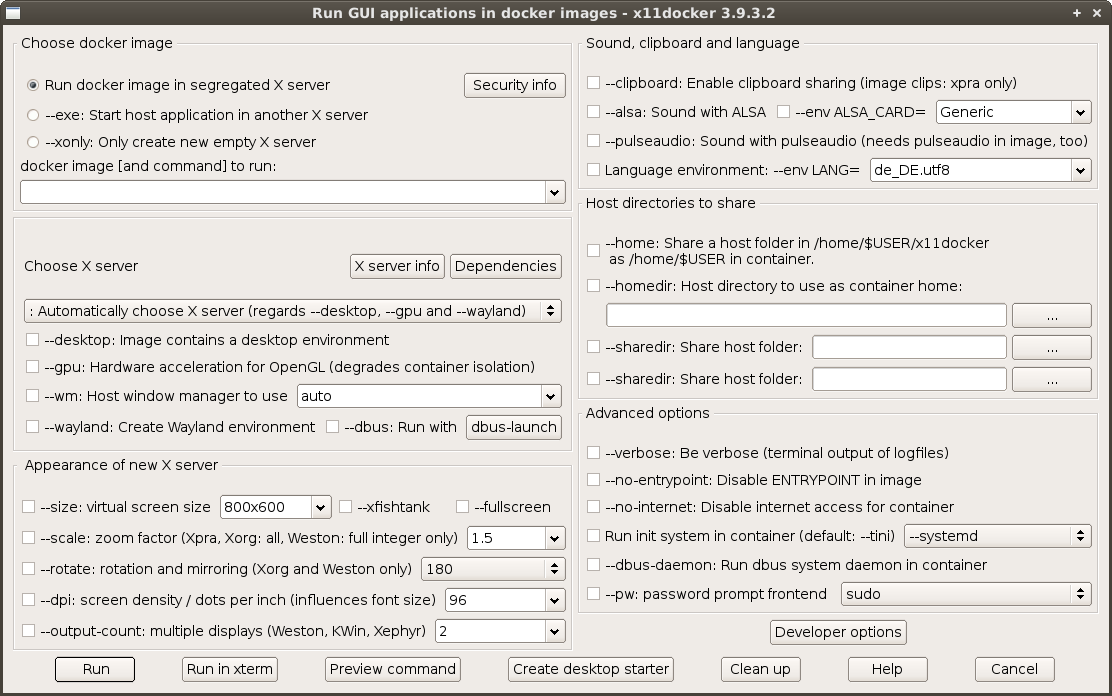 Run GUI applications in docker images - x11docker 3.9.3.2
Choose docker image
Run docker image in segregated X server
Security info
--exe: Start host application in another X server
--xonly: Only create new empty X server
docker image [and command] to run:
Choose X server
X server info
Dependencies
: Automatically choose X server (regards --desktop, --gpu and --wayland)
--desktop: Image contains a desktop environment
--gpu: Hardware acceleration for OpenGL (degrades container isolation)
--wm: Host window manager to use
auto
--wayland: Create Wayland environment
--dbus: Run with
dbus-launch
Appearance of new X server
--size: virtual screen size
800x600
--xfishtank
--fullscreen
--scale: zoom factor (Xpra, Xorg: all, Weston: full integer only)
1.5
--rotate: rotation and mirroring (Xorg and Weston only)
180
--dpi: screen density / dots per inch (influences font size)
96
--output-count: multiple displays (Weston, KWin, Xephyr)
2
Sound, clipboard and language
--clipboard: Enable clipboard sharing (image clips: xpra only)
--alsa: Sound with ALSA
--env ALSA_CARD=
Generic
--pulseaudio: Sound with pulseaudio (needs pulseaudio in image, too)
Language environment: --env LANG=
de_DE.utf8
Host directories to share
--home: Share a host folder in /home/$USER/x11docker
as /home/$USER in container.
--homedir: Host directory to use as container home:
...
--sharedir: Share host folder:
...
--sharedir: Share host folder:
...
Advanced options
--verbose: Be verbose (terminal output of logfiles)
--no-entrypoint: Disable ENTRYPOINT in image
--no-internet: Disable internet access for container
Run init system in container (default: --tini)
--systemd
--dbus-daemon: Run dbus system daemon in container
--pw: password prompt frontend
sudo
Developer options
Run
Run in xterm
Preview command
Create desktop starter
Clean up
Help
Cancel